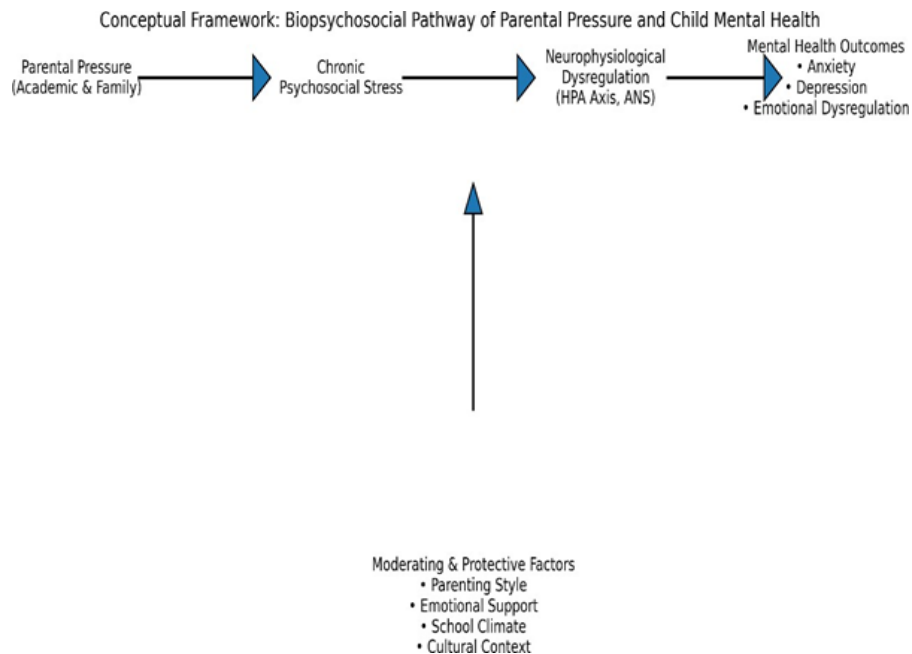 Conceptual Framework: Biopsychosocial Pathway of Parental Pressure and Child Mental Health
Parental Pressure
(Academic & Family)
Chronic
Psychosocial Stress
Neurophysiological
Dysregulation
(HPA Axis, ANS)
Mental Health Outcomes
• Anxiety
• Depression
• Emotional Dysregulation
Moderating & Protective Factors
• Parenting Style
• Emotional Support
• School Climate
• Cultural Context